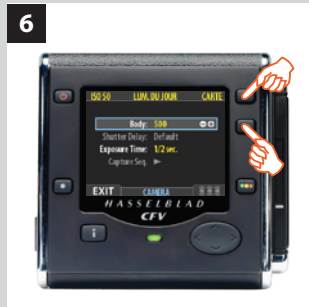 6
ISO 50 LUM. DU JOUR CARTE
Body: 500
Shutter Delay: Default
Exposure Time: 1/2 sec.
Capture Seq.
EXIT CAMERA
HASSELBLAD
CFV
i